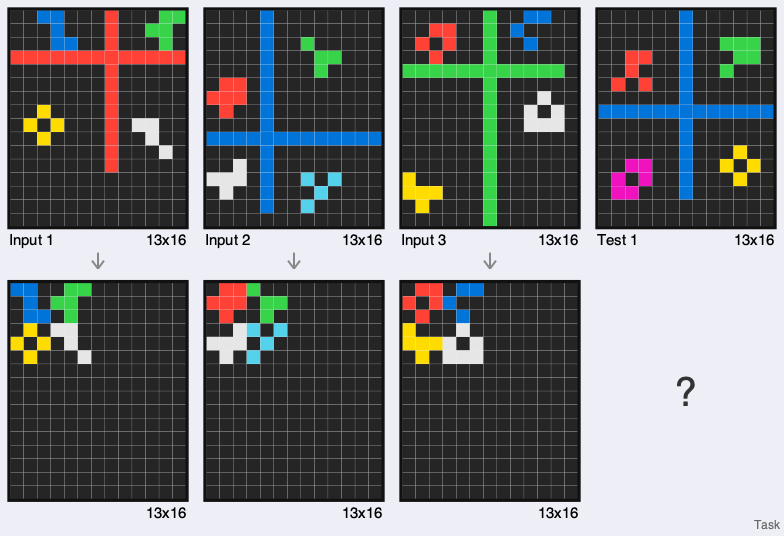 Input 1 13x16
Input 2 13x16
Input 3 13x16
Test 1 13x16
13x16
13x16
13x16
?
Task